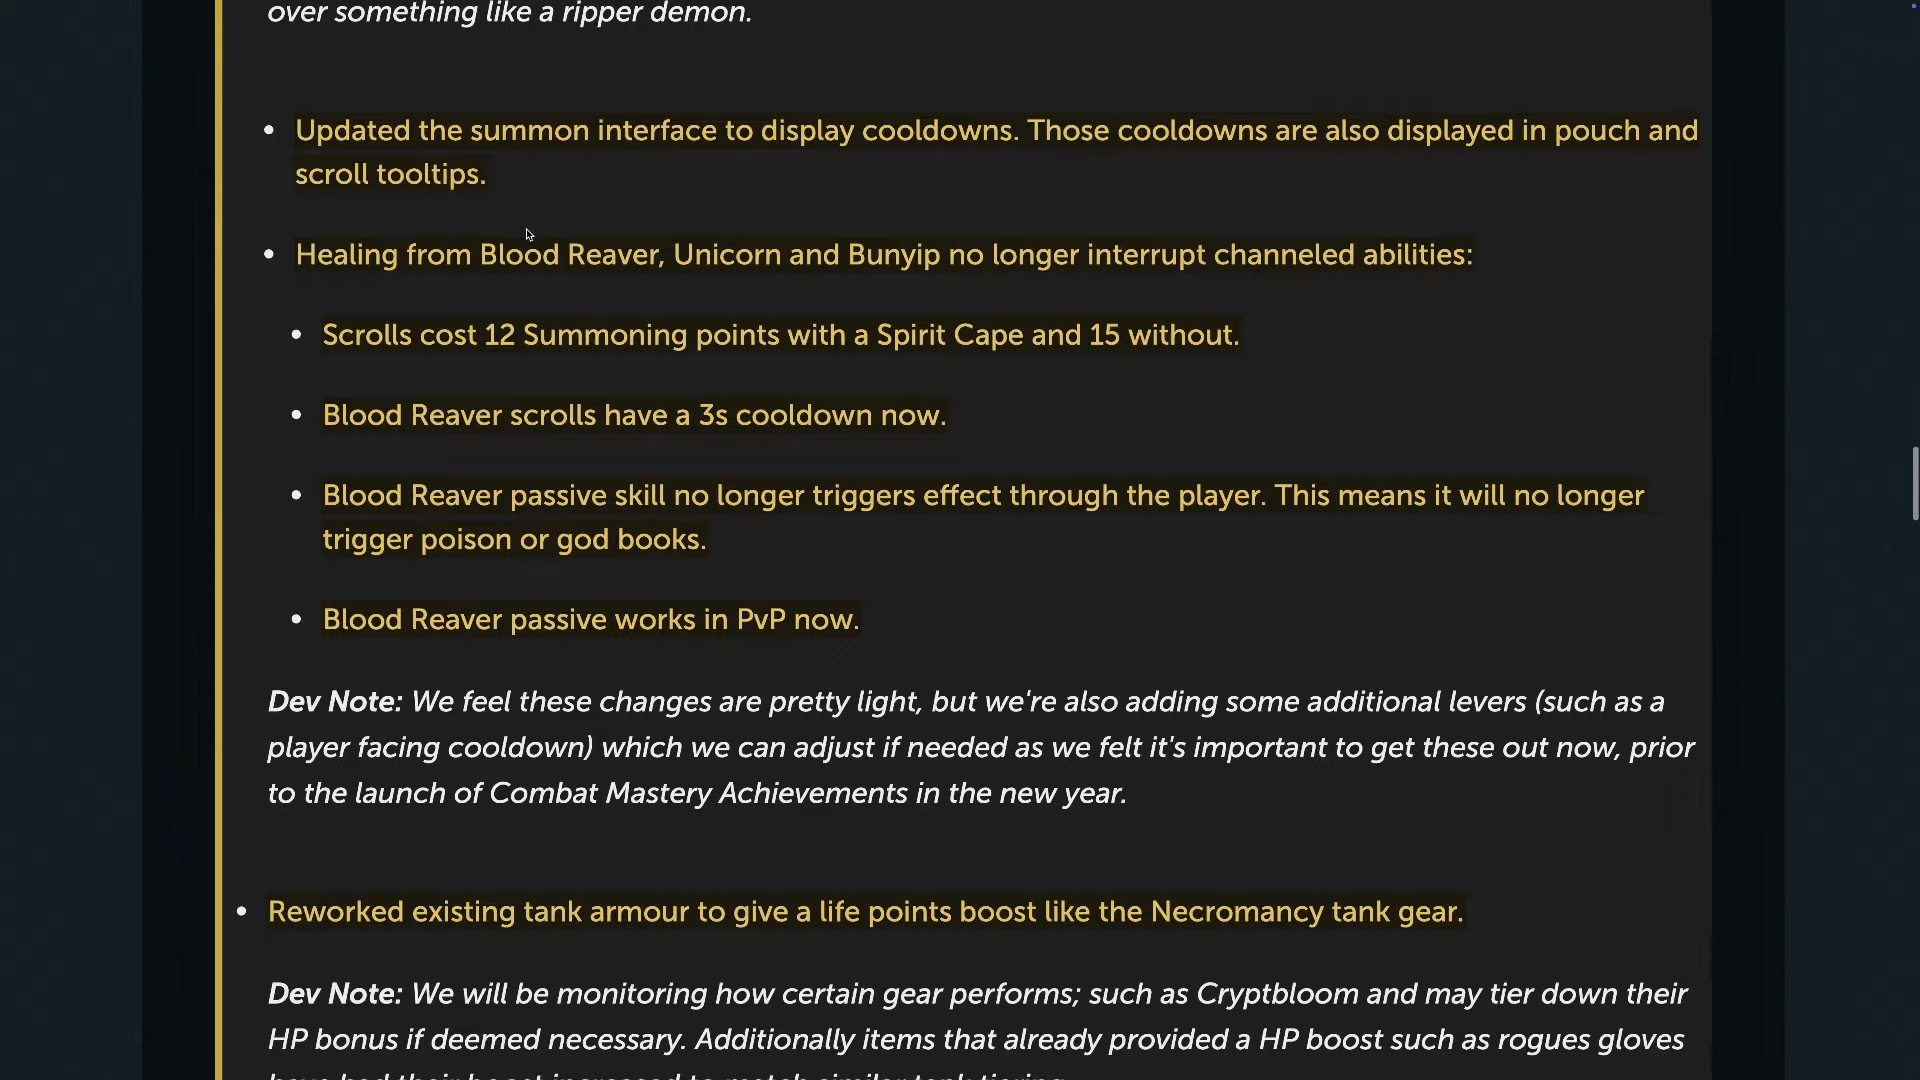 over something like a ripper demon.
Updated the summon interface to display cooldowns. Those cooldowns are also displayed in pouch and
scroll tooltips.
Healing from Blood Reaver, Unicorn and Bunyip no longer interrupt channeled abilities:
Scrolls cost 12 Summoning points with a Spirit Cape and 15 without.
Blood Reaver scrolls have a 3s cooldown now.
Blood Reaver passive skill no longer triggers effect through the player. This means it will no longer
trigger poison or god books.
Blood Reaver passive works in PvP now.
Dev Note: We feel these changes are pretty light, but we're also adding some additional levers (such as a
player facing cooldown) which we can adjust if needed as we felt it's important to get these out now, prior
to the launch of Combat Mastery Achievements in the new year.
Reworked existing tank armour to give a life points boost like the Necromancy tank gear.
Dev Note: We will be monitoring how certain gear performs; such as Cryptbloom and may tier down their
HP bonus if deemed necessary. Additionally items that already provided a HP boost such as rogues gloves